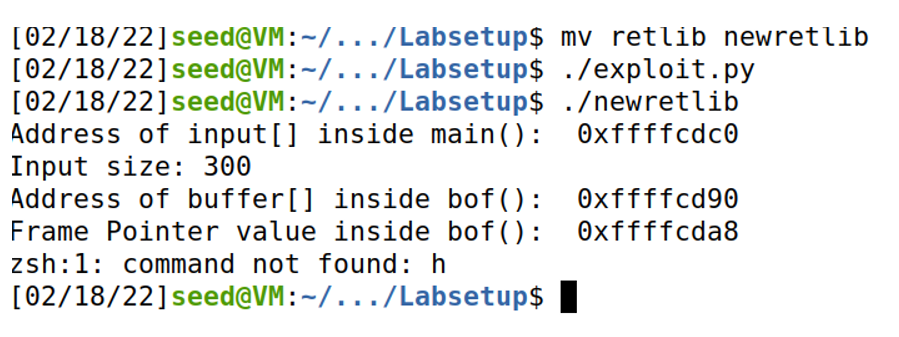 [02/18/22]seed@VM:~/.../Labsetup$ mv retlib newretlib
[02/18/22]seed@VM:~/.../Labsetup$ ./exploit.py
[02/18/22]seed@VM:~/.../Labsetup$ ./newretlib
Address of input[] inside main():  0xffffcdc0
Input size: 300
Address of buffer[] inside bof():  0xffffcd90
Frame Pointer value inside bof():  0xffffcda8
zsh:1: command not found: h
[02/18/22]seed@VM:~/.../Labsetup$